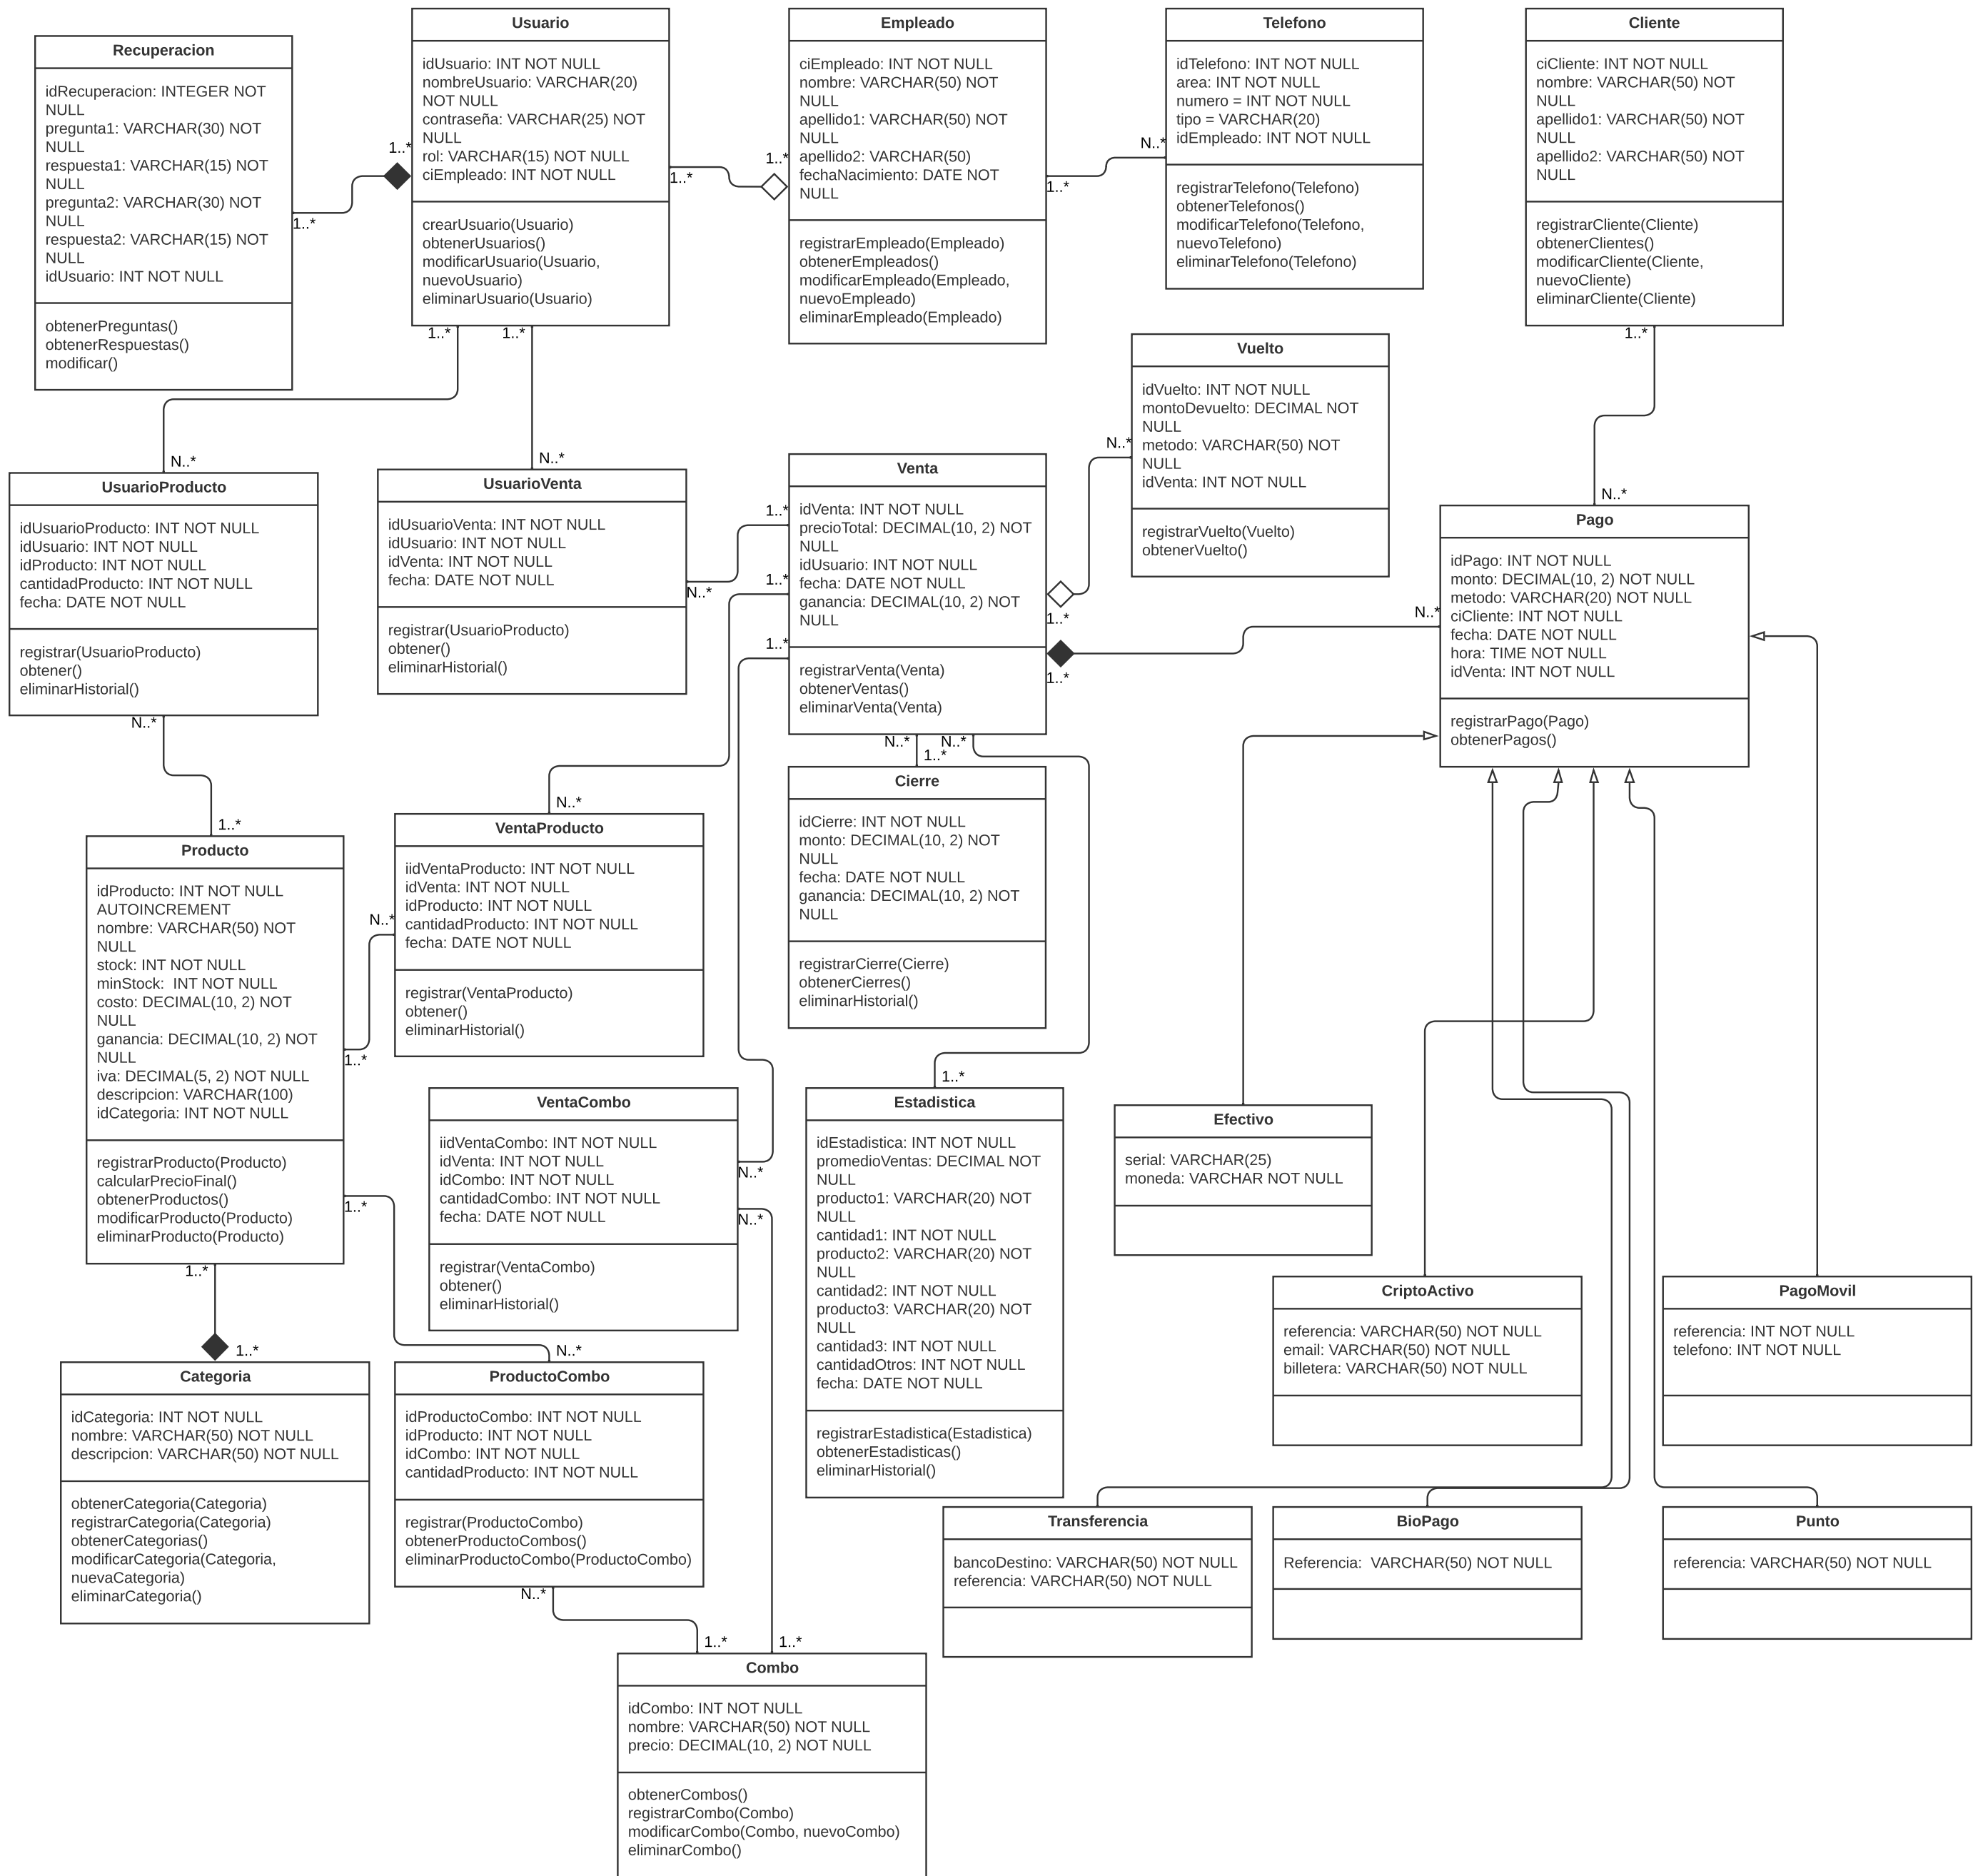 Recuperacion
idRecuperacion: INTEGER NOT
NULL
pregunta1: VARCHAR(30) NOT
NULL
respuesta1: VARCHAR(15) NOT
NULL
pregunta2: VARCHAR(30) NOT
NULL
respuesta2: VARCHAR(15) NOT
NULL
idUsuario: INT NOT NULL
obtenerPreguntas()
obtenerRespuestas()
modificar()
1..*
1..*
Usuario
idUsuario: INT NOT NULL
nombreUsuario: VARCHAR(20)
NOT NULL
contraseña: VARCHAR(25) NOT
NULL
rol: VARCHAR(15) NOT NULL
ciEmpleado: INT NOT NULL
crearUsuario(Usuario)
obtenerUsuarios()
modificarUsuario(Usuario,
nuevoUsuario)
eliminarUsuario(Usuario)
1..*
1..*
1..*
1..*
Empleado
ciEmpleado: INT NOT NULL
nombre: VARCHAR(50) NOT
NULL
apellido1: VARCHAR(50) NOT
NULL
apellido2: VARCHAR(50)
fechaNacimiento: DATE NOT
NULL
registrarEmpleado(Empleado)
obtenerEmpleados()
modificarEmpleado(Empleado,
nuevoEmpleado)
eliminarEmpleado(Empleado)
1..*
N..*
Telefono
idTelefono: INT NOT NULL
area: INT NOT NULL
numero = INT NOT NULL
tipo = VARCHAR(20)
idEmpleado: INT NOT NULL
registrarTelefono(Telefono)
obtenerTelefonos()
modificarTelefono(Telefono,
nuevoTelefono)
eliminarTelefono(Telefono)
Cliente
ciCliente: INT NOT NULL
nombre: VARCHAR(50) NOT
NULL
apellido1: VARCHAR(50) NOT
NULL
apellido2: VARCHAR(50) NOT
NULL
registrarCliente(Cliente)
obtenerClientes()
modificarCliente(Cliente,
nuevoCliente)
eliminarCliente(Cliente)
1..*
N..*
N..*
N..*
UsuarioProducto
idUsuarioProducto: INT NOT NULL
idUsuario: INT NOT NULL
idProducto: INT NOT NULL
cantidadProducto: INT NOT NULL
fecha: DATE NOT NULL
registrar(UsuarioProducto)
obtener()
eliminarHistorial()
N..*
1..*
UsuarioVenta
idUsuarioVenta: INT NOT NULL
idUsuario: INT NOT NULL
idVenta: INT NOT NULL
fecha: DATE NOT NULL
registrar(UsuarioVenta)
obtener()
eliminarHistorial()
N..*
1..*
1..*
1..*
Venta
idVenta: INT NOT NULL
precioTotal: DECIMAL(10, 2) NOT
NULL
idUsuario: INT NOT NULL
fecha: DATE NOT NULL
ganancia: DECIMAL(10, 2) NOT
NULL
registrarVenta(Venta)
obtenerVentas()
eliminarVenta(Venta)
1..*
1..*
N..*
N..*
1..*
Vuelto
idVuelto: INT NOT NULL
montoDevuelto: DECIMAL NOT
NULL
metodo: VARCHAR(50) NOT
NULL
idVenta: INT NOT NULL
registrarVuelto(Vuelto)
obtenerVuelto()
N..*
N..*
Pago
idPago: INT NOT NULL
monto: DECIMAL(10, 2) NOT NULL
metodo: VARCHAR(20) NOT NULL
ciCliente: INT NOT NULL
fecha: DATE NOT NULL
hora: TIME NOT NULL
idVenta: INT NOT NULL
registrarPago(Pago)
obtenerPagos()
Producto
idProducto: INT NOT NULL
AUTOINCREMENT
nombre: VARCHAR(50) NOT
NULL
stock: INT NOT NULL
minStock:  INT NOT NULL
costo: DECIMAL(10, 2) NOT
NULL
ganancia: DECIMAL(10, 2) NOT
NULL
iva: DECIMAL(5, 2) NOT NULL
descripcion: VARCHAR(100)
idCategoria: INT NOT NULL
registrarProducto(Producto)
calcularPrecioFinal()
obtenerProductos()
modificarProducto(Producto)
eliminarProducto(Producto)
1..*
1..*
1..*
1..*
N..*
N..*
VentaProducto
iidVentaProducto: INT NOT NULL
idVenta: INT NOT NULL
idProducto: INT NOT NULL
cantidadProducto: INT NOT NULL
fecha: DATE NOT NULL
registrar(VentaProducto)
obtener()
eliminarHistorial()
Cierre
idCierre: INT NOT NULL
monto: DECIMAL(10, 2) NOT
NULL
fecha: DATE NOT NULL
ganancia: DECIMAL(10, 2) NOT
NULL
registrarCierre(Cierre)
obtenerCierres()
eliminarHistorial()
VentaCombo
iidVentaCombo: INT NOT NULL
idVenta: INT NOT NULL
idCombo: INT NOT NULL
cantidadCombo: INT NOT NULL
fecha: DATE NOT NULL
registrar(VentaCombo)
obtener()
eliminarHistorial()
N..*
N..*
1..*
Estadistica
idEstadistica: INT NOT NULL
promedioVentas: DECIMAL NOT
NULL
producto1: VARCHAR(20) NOT
NULL
cantidad1: INT NOT NULL
producto2: VARCHAR(20) NOT
NULL
cantidad2: INT NOT NULL
producto3: VARCHAR(20) NOT
NULL
cantidad3: INT NOT NULL
cantidadOtros: INT NOT NULL
fecha: DATE NOT NULL
registrarEstadistica(Estadistica)
obtenerEstadisticas()
eliminarHistorial()
Efectivo
serial: VARCHAR(25)
moneda: VARCHAR NOT NULL
CriptoActivo
referencia: VARCHAR(50) NOT NULL
email: VARCHAR(50) NOT NULL
billetera: VARCHAR(50) NOT NULL
PagoMovil
referencia: INT NOT NULL
telefono: INT NOT NULL
Categoria
idCategoria: INT NOT NULL
nombre: VARCHAR(50) NOT NULL
descripcion: VARCHAR(50) NOT NULL
obtenerCategoria(Categoria)
registrarCategoria(Categoria)
obtenerCategorias()
modificarCategoria(Categoria,
nuevaCategoria)
eliminarCategoria()
N..*
ProductoCombo
idProductoCombo: INT NOT NULL
idProducto: INT NOT NULL
idCombo: INT NOT NULL
cantidadProducto: INT NOT NULL
registrar(ProductoCombo)
obtenerProductoCombos()
eliminarProductoCombo(ProductoCombo)
N..*
Transferencia
bancoDestino: VARCHAR(50) NOT NULL
referencia: VARCHAR(50) NOT NULL
BioPago
Referencia:  VARCHAR(50) NOT NULL
Punto
referencia: VARCHAR(50) NOT NULL
1..*
1..*
Combo
idCombo: INT NOT NULL
nombre: VARCHAR(50) NOT NULL
precio: DECIMAL(10, 2) NOT NULL
obtenerCombos()
registrarCombo(Combo)
modificarCombo(Combo, nuevoCombo)
eliminarCombo()